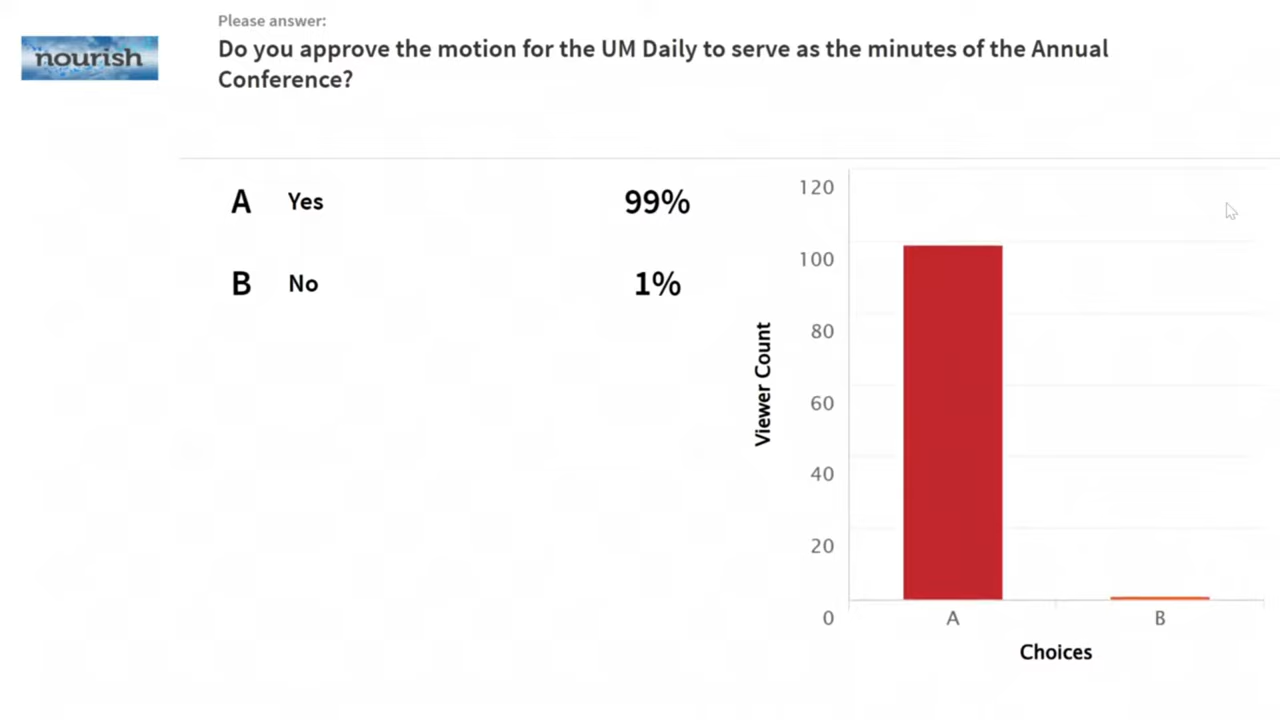 Please answer:
nourish
Do you approve the motion for the UM Daily to serve as the minutes of the Annual
Conference?
A Yes 99%
B No 1%
120
100
80
60
40
20
0
Viewer Count
A B
Choices